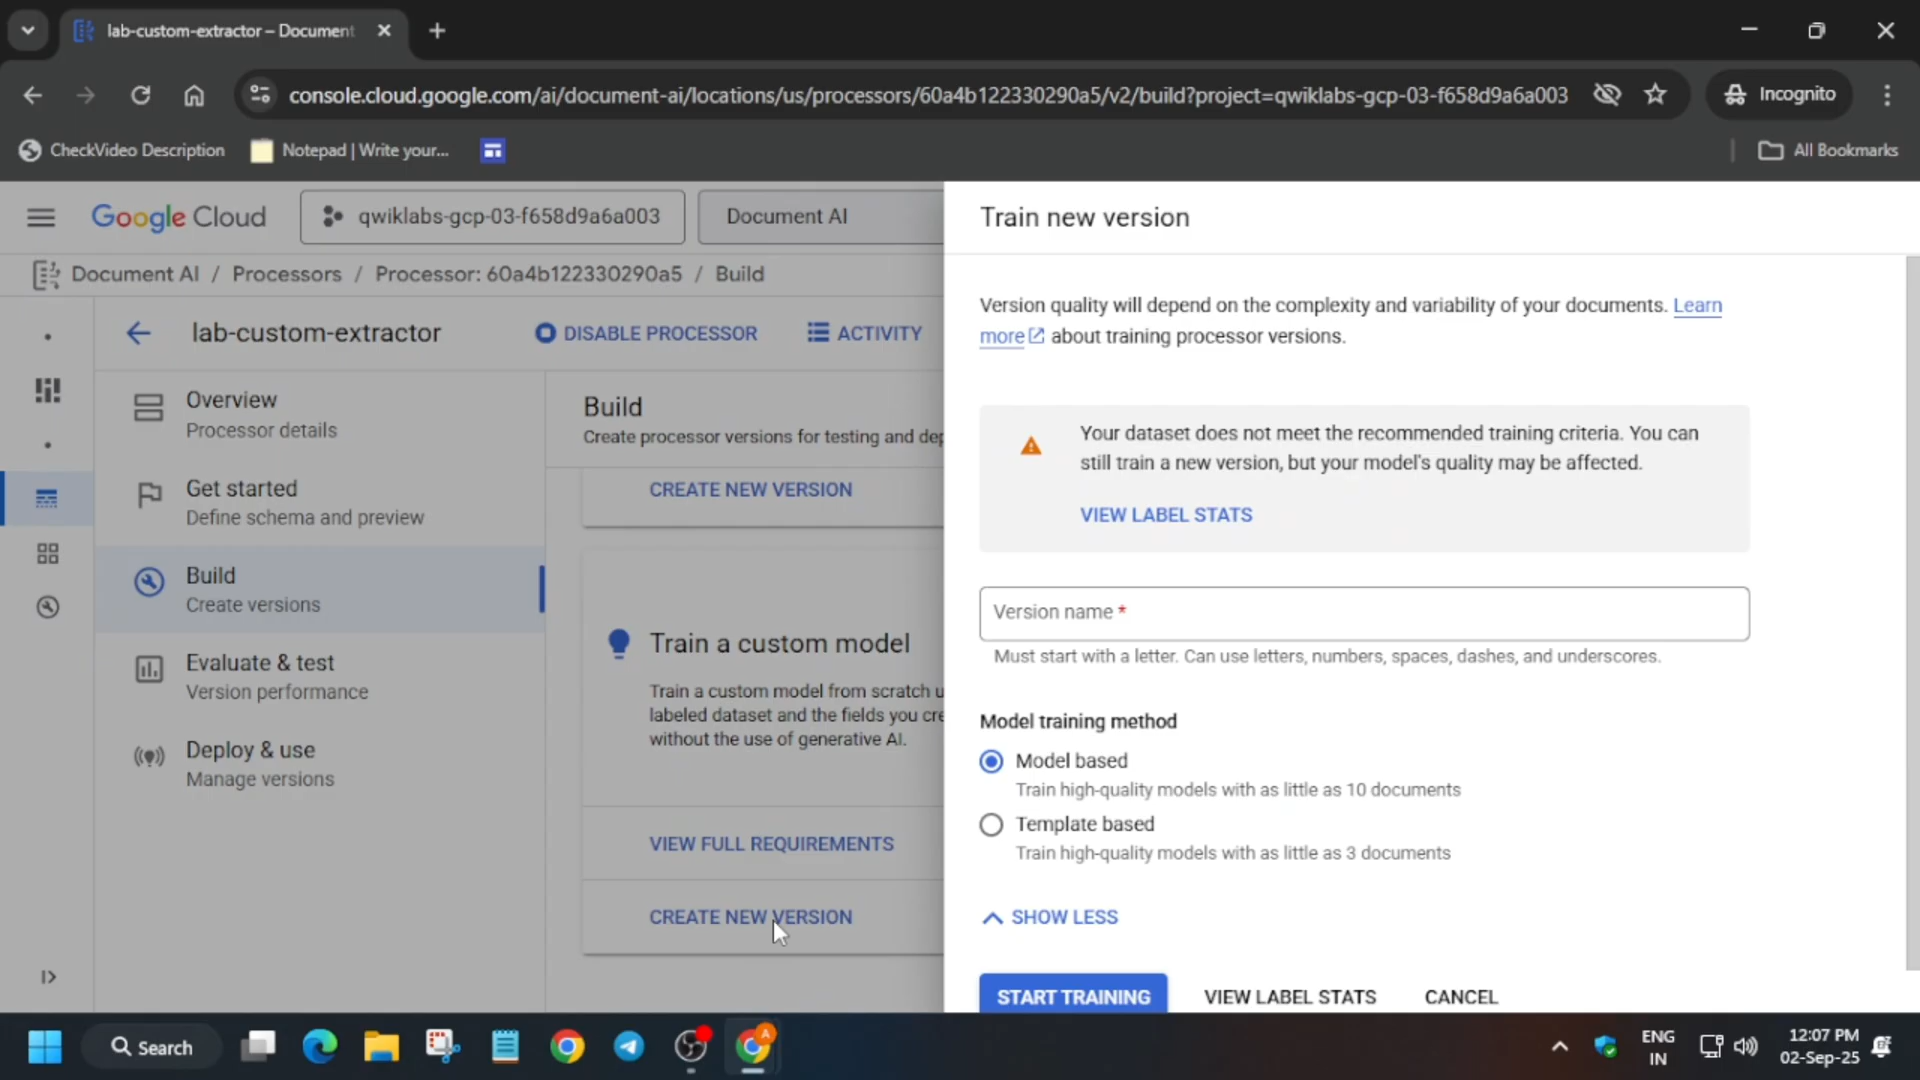 lab-custom-extractor – Document
console.cloud.google.com/ai/document-ai/locations/us/processors/60a4b122330290a5/v2/build?project=qwiklabs-gcp-03-f658d9a6a003
Incognito
CheckVideo Description
Notepad | Write your...
All Bookmarks
Google Cloud
qwiklabs-gcp-03-f658d9a6a003
Document AI
Document AI / Processors / Processor: 60a4b122330290a5 / Build
lab-custom-extractor
DISABLE PROCESSOR
ACTIVITY
Overview
Processor details
Get started
Define schema and preview
Build
Create versions
Evaluate & test
Version performance
Deploy & use
Manage versions
Build
Create processor versions for testing and dep
CREATE NEW VERSION
Train a custom model
Train a custom model from scratch u
labeled dataset and the fields you cre
without the use of generative AI.
VIEW FULL REQUIREMENTS
CREATE NEW VERSION
Train new version
Version quality will depend on the complexity and variability of your documents. Learn
more about training processor versions.
Your dataset does not meet the recommended training criteria. You can
still train a new version, but your model's quality may be affected.
VIEW LABEL STATS
Version name *
Must start with a letter. Can use letters, numbers, spaces, dashes, and underscores.
Model training method
Model based
Train high-quality models with as little as 10 documents
Template based
Train high-quality models with as little as 3 documents
SHOW LESS
START TRAINING
VIEW LABEL STATS
CANCEL
Search
A
ENG
IN
12:07 PM
02-Sep-25